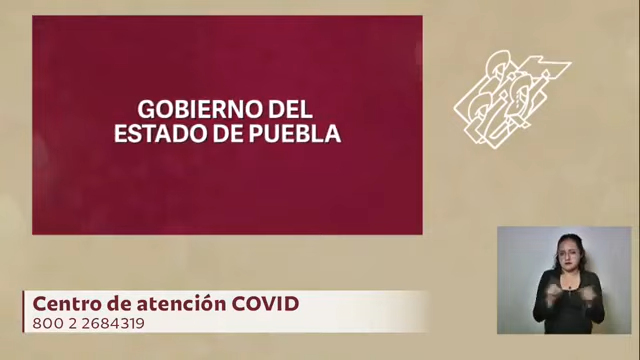 GOBIERNO DEL
ESTADO DE PUEBLA
Centro de atención COVID
800 2 2684319